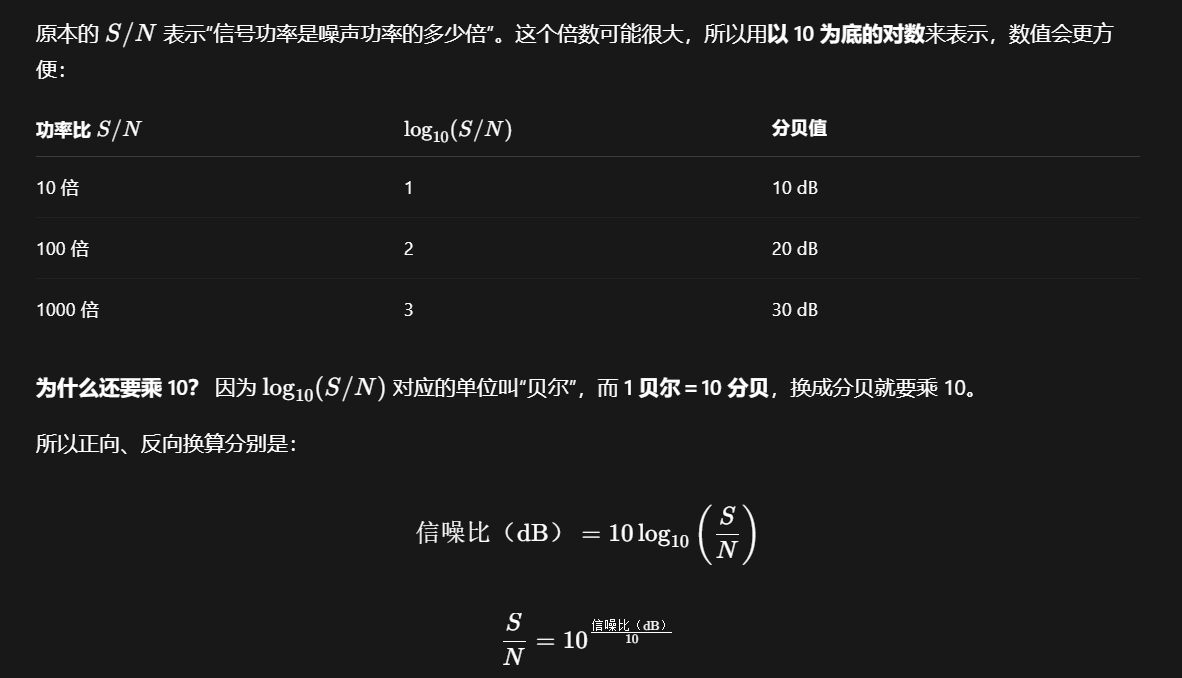 原本的 S/N 表示“信号功率是噪声功率的多少倍”。这个倍数可能很大，所以用以 10 为底的对数来表示，数值会更方
便：
功率比 S/N log₁₀(S/N) 分贝值
10 倍 1 10 dB
100 倍 2 20 dB
1000 倍 3 30 dB
为什么还要乘 10？ 因为 log₁₀(S/N) 对应的单位叫“贝尔”，而 1 贝尔 = 10 分贝，换成分贝就要乘 10。
所以正向、反向换算分别是：
信噪比（dB） = 10 log₁₀ (S/N)
S/N = 10^(信噪比（dB）/10)